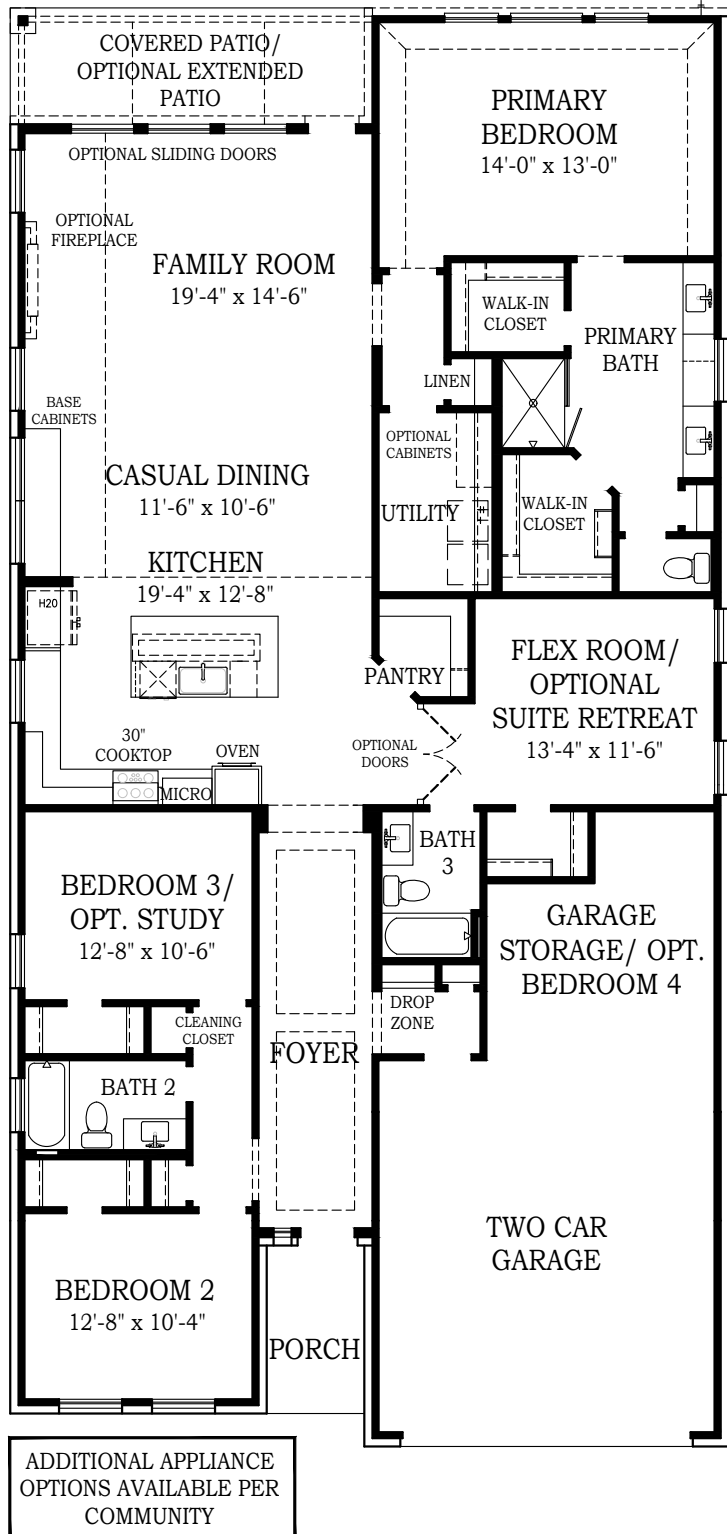 COVERED PATIO/
OPTIONAL EXTENDED
PATIO
PRIMARY
BEDROOM
14'-0" x 13'-0"
OPTIONAL SLIDING DOORS
OPTIONAL
FIREPLACE
FAMILY ROOM
19'-4" x 14'-6"
WALK-IN
CLOSET
PRIMARY
BATH
LINEN
BASE
CABINETS
OPTIONAL
CABINETS
CASUAL DINING
11'-6" x 10'-6"
UTILITY
WALK-IN
CLOSET
KITCHEN
19'-4" x 12'-8"
H20
PANTRY
FLEX ROOM/
OPTIONAL
SUITE RETREAT
13'-4" x 11'-6"
30"
COOKTOP
OVEN
MICRO
OPTIONAL
DOORS
BATH
3
BEDROOM 3/
OPT. STUDY
12'-8" x 10'-6"
GARAGE
STORAGE/ OPT.
BEDROOM 4
CLEANING
CLOSET
DROP
ZONE
FOYER
BATH 2
TWO CAR
GARAGE
BEDROOM 2
12'-8" x 10'-4"
PORCH
ADDITIONAL APPLIANCE
OPTIONS AVAILABLE PER
COMMUNITY